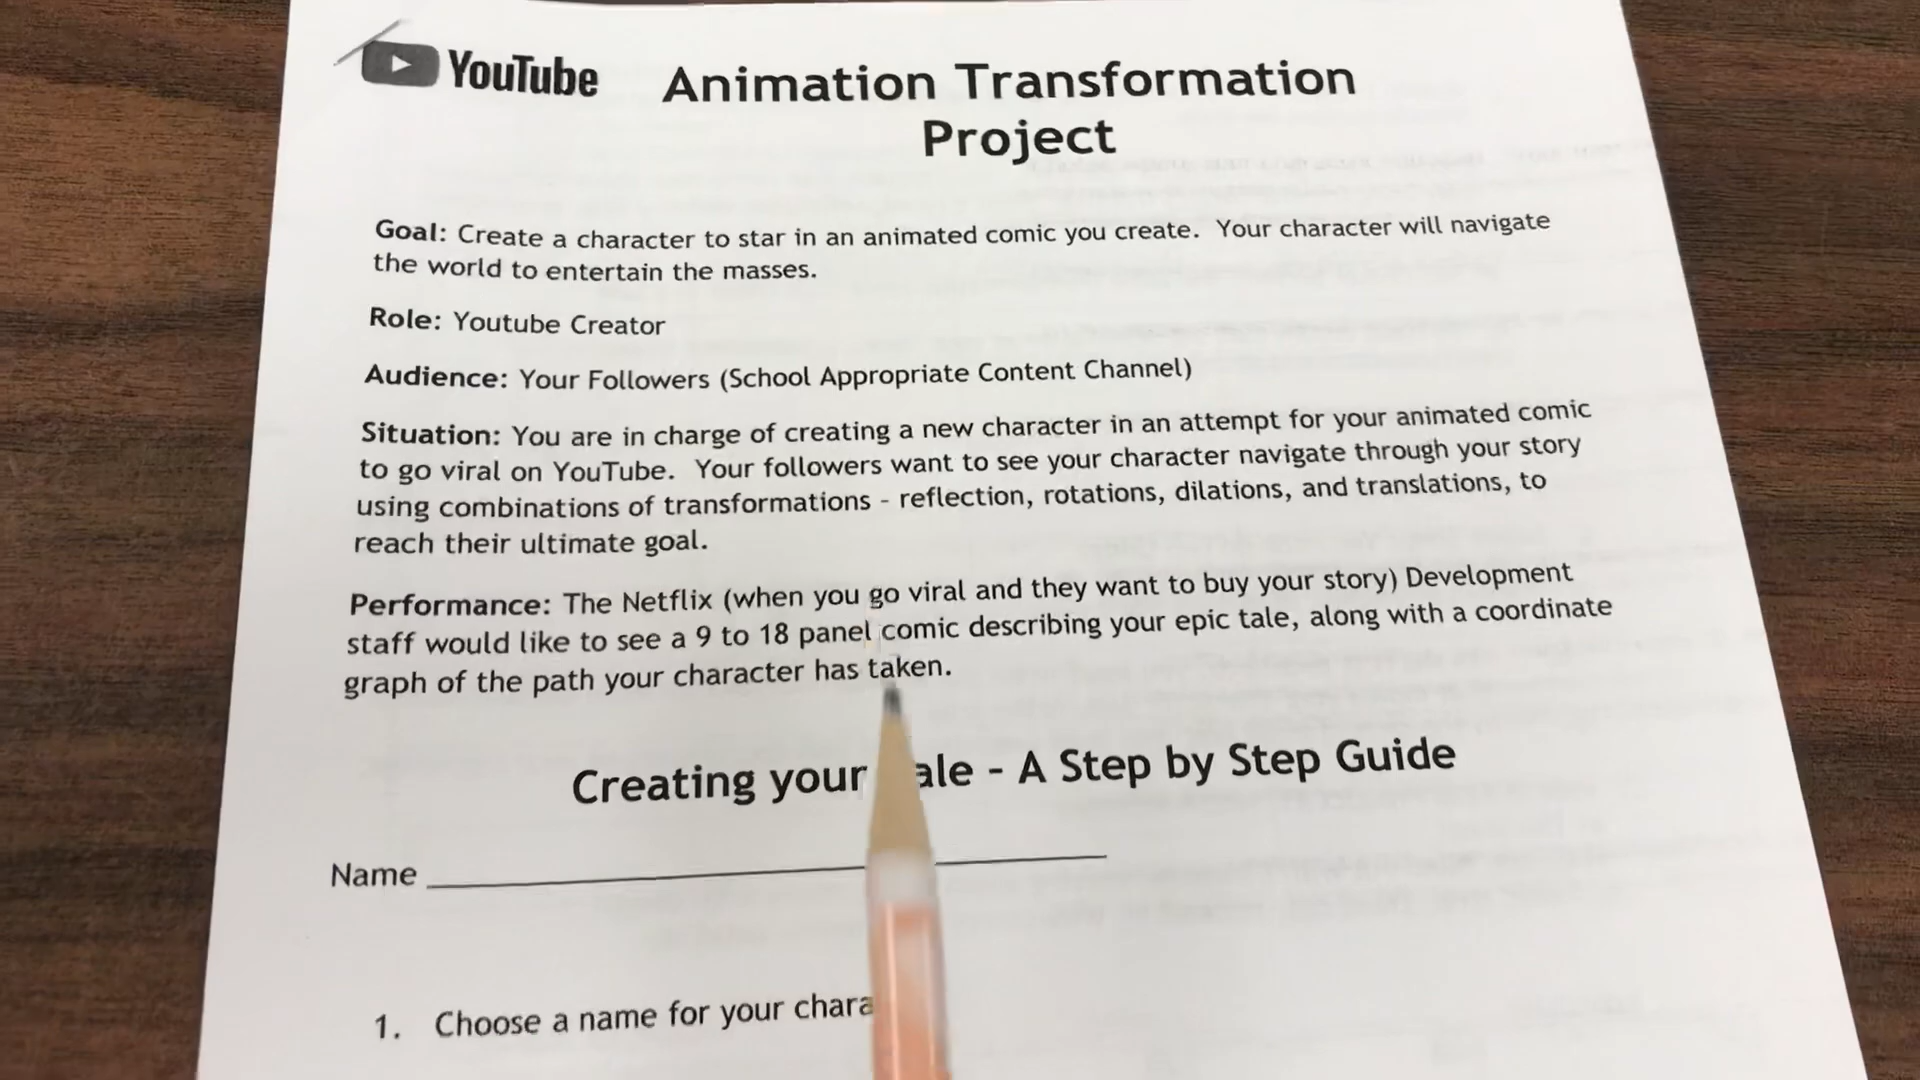 YouTube Animation Transformation
Project
Goal: Create a character to star in an animated comic you create. Your character will navigate
the world to entertain the masses.
Role: Youtube Creator
Audience: Your Followers (School Appropriate Content Channel)
Situation: You are in charge of creating a new character in an attempt for your animated comic
to go viral on YouTube. Your followers want to see your character navigate through your story
using combinations of transformations - reflection, rotations, dilations, and translations, to
reach their ultimate goal.
Performance: The Netflix (when you go viral and they want to buy your story) Development
staff would like to see a 9 to 18 panel comic describing your epic tale, along with a coordinate
graph of the path your character has taken.
Creating your ale - A Step by Step Guide
Name
1. Choose a name for your chara